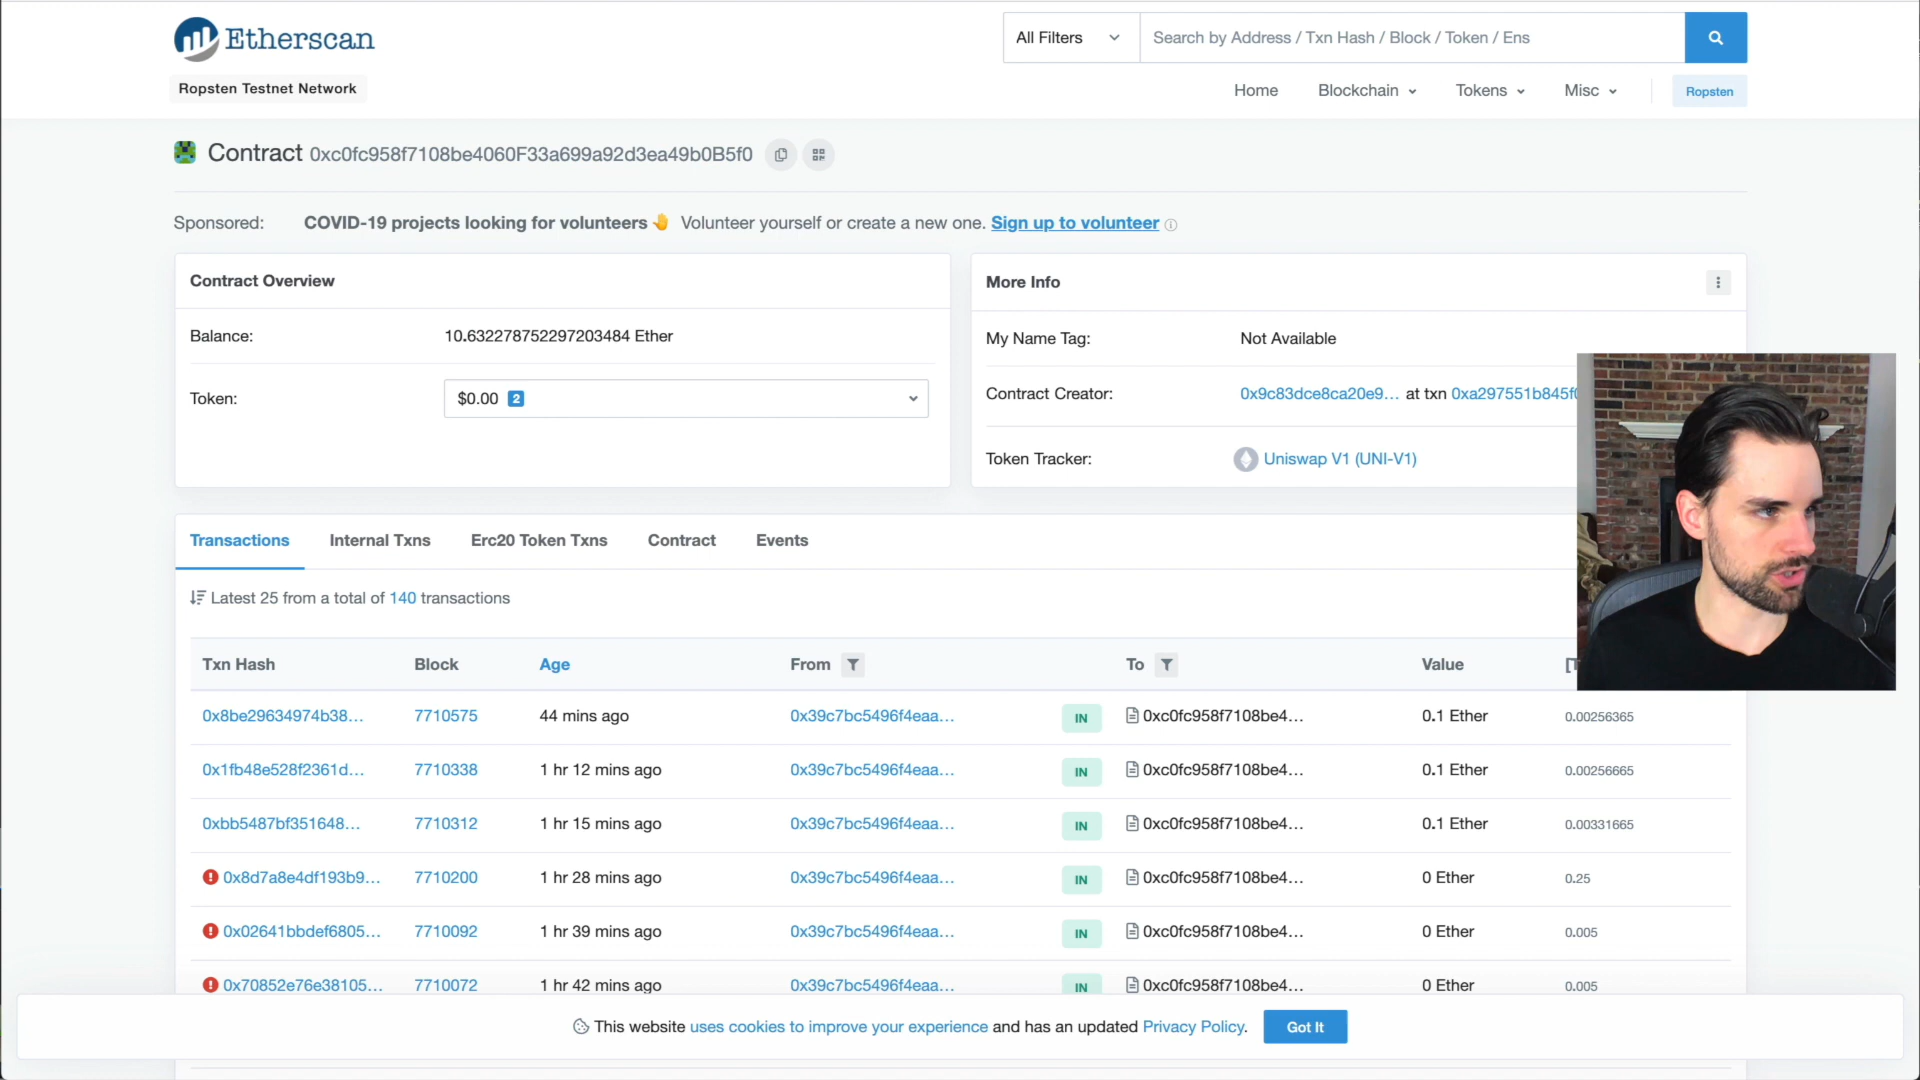 Etherscan
All Filters
Search by Address / Txn Hash / Block / Token / Ens
Ropsten Testnet Network
Home Blockchain Tokens Misc Ropsten
Contract 0xc0fc958f7108be4060F33a699a92d3ea49b0B5f0
Sponsored: COVID-19 projects looking for volunteers Volunteer yourself or create a new one. Sign up to volunteer
Contract Overview
Balance: 10.632278752297203484 Ether
Token: $0.00 2
More Info
My Name Tag: Not Available
Contract Creator: 0x9c83dce8ca20e9... at txn 0xa297551b845f
Token Tracker: Uniswap V1 (UNI-V1)
Transactions Internal Txns Erc20 Token Txns Contract Events
Latest 25 from a total of 140 transactions
Txn Hash Block Age From To Value
0x8be29634974b38... 7710575 44 mins ago 0x39c7bc5496f4eaa... IN 0xc0fc958f7108be4... 0.1 Ether 0.00256365
0x1fb48e528f2361d... 7710338 1 hr 12 mins ago 0x39c7bc5496f4eaa... IN 0xc0fc958f7108be4... 0.1 Ether 0.00256665
0xbb5487bf351648... 7710312 1 hr 15 mins ago 0x39c7bc5496f4eaa... IN 0xc0fc958f7108be4... 0.1 Ether 0.00331665
0x8d7a8e4df193b9... 7710200 1 hr 28 mins ago 0x39c7bc5496f4eaa... IN 0xc0fc958f7108be4... 0 Ether 0.25
0x02641bbdef6805... 7710092 1 hr 39 mins ago 0x39c7bc5496f4eaa... IN 0xc0fc958f7108be4... 0 Ether 0.005
0x70852e76e38105... 7710072 1 hr 42 mins ago 0x39c7bc5496f4eaa... IN 0xc0fc958f7108be4... 0 Ether 0.005
This website uses cookies to improve your experience and has an updated Privacy Policy. Got It